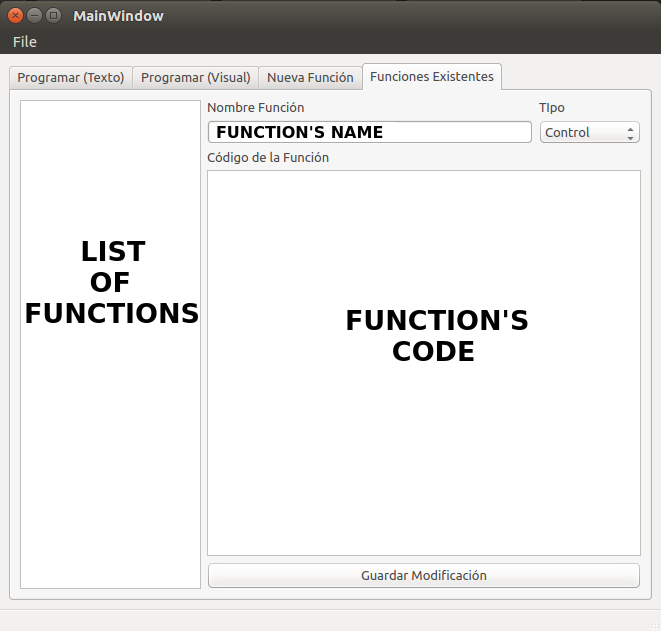 MainWindow
File
Programar (Texto)
Programar (Visual)
Nueva Función
Funciones Existentes
LIST
OF
FUNCTIONS
Nombre Función
TIpo
FUNCTION'S NAME
Control
Código de la Función
FUNCTION'S
CODE
Guardar Modificación